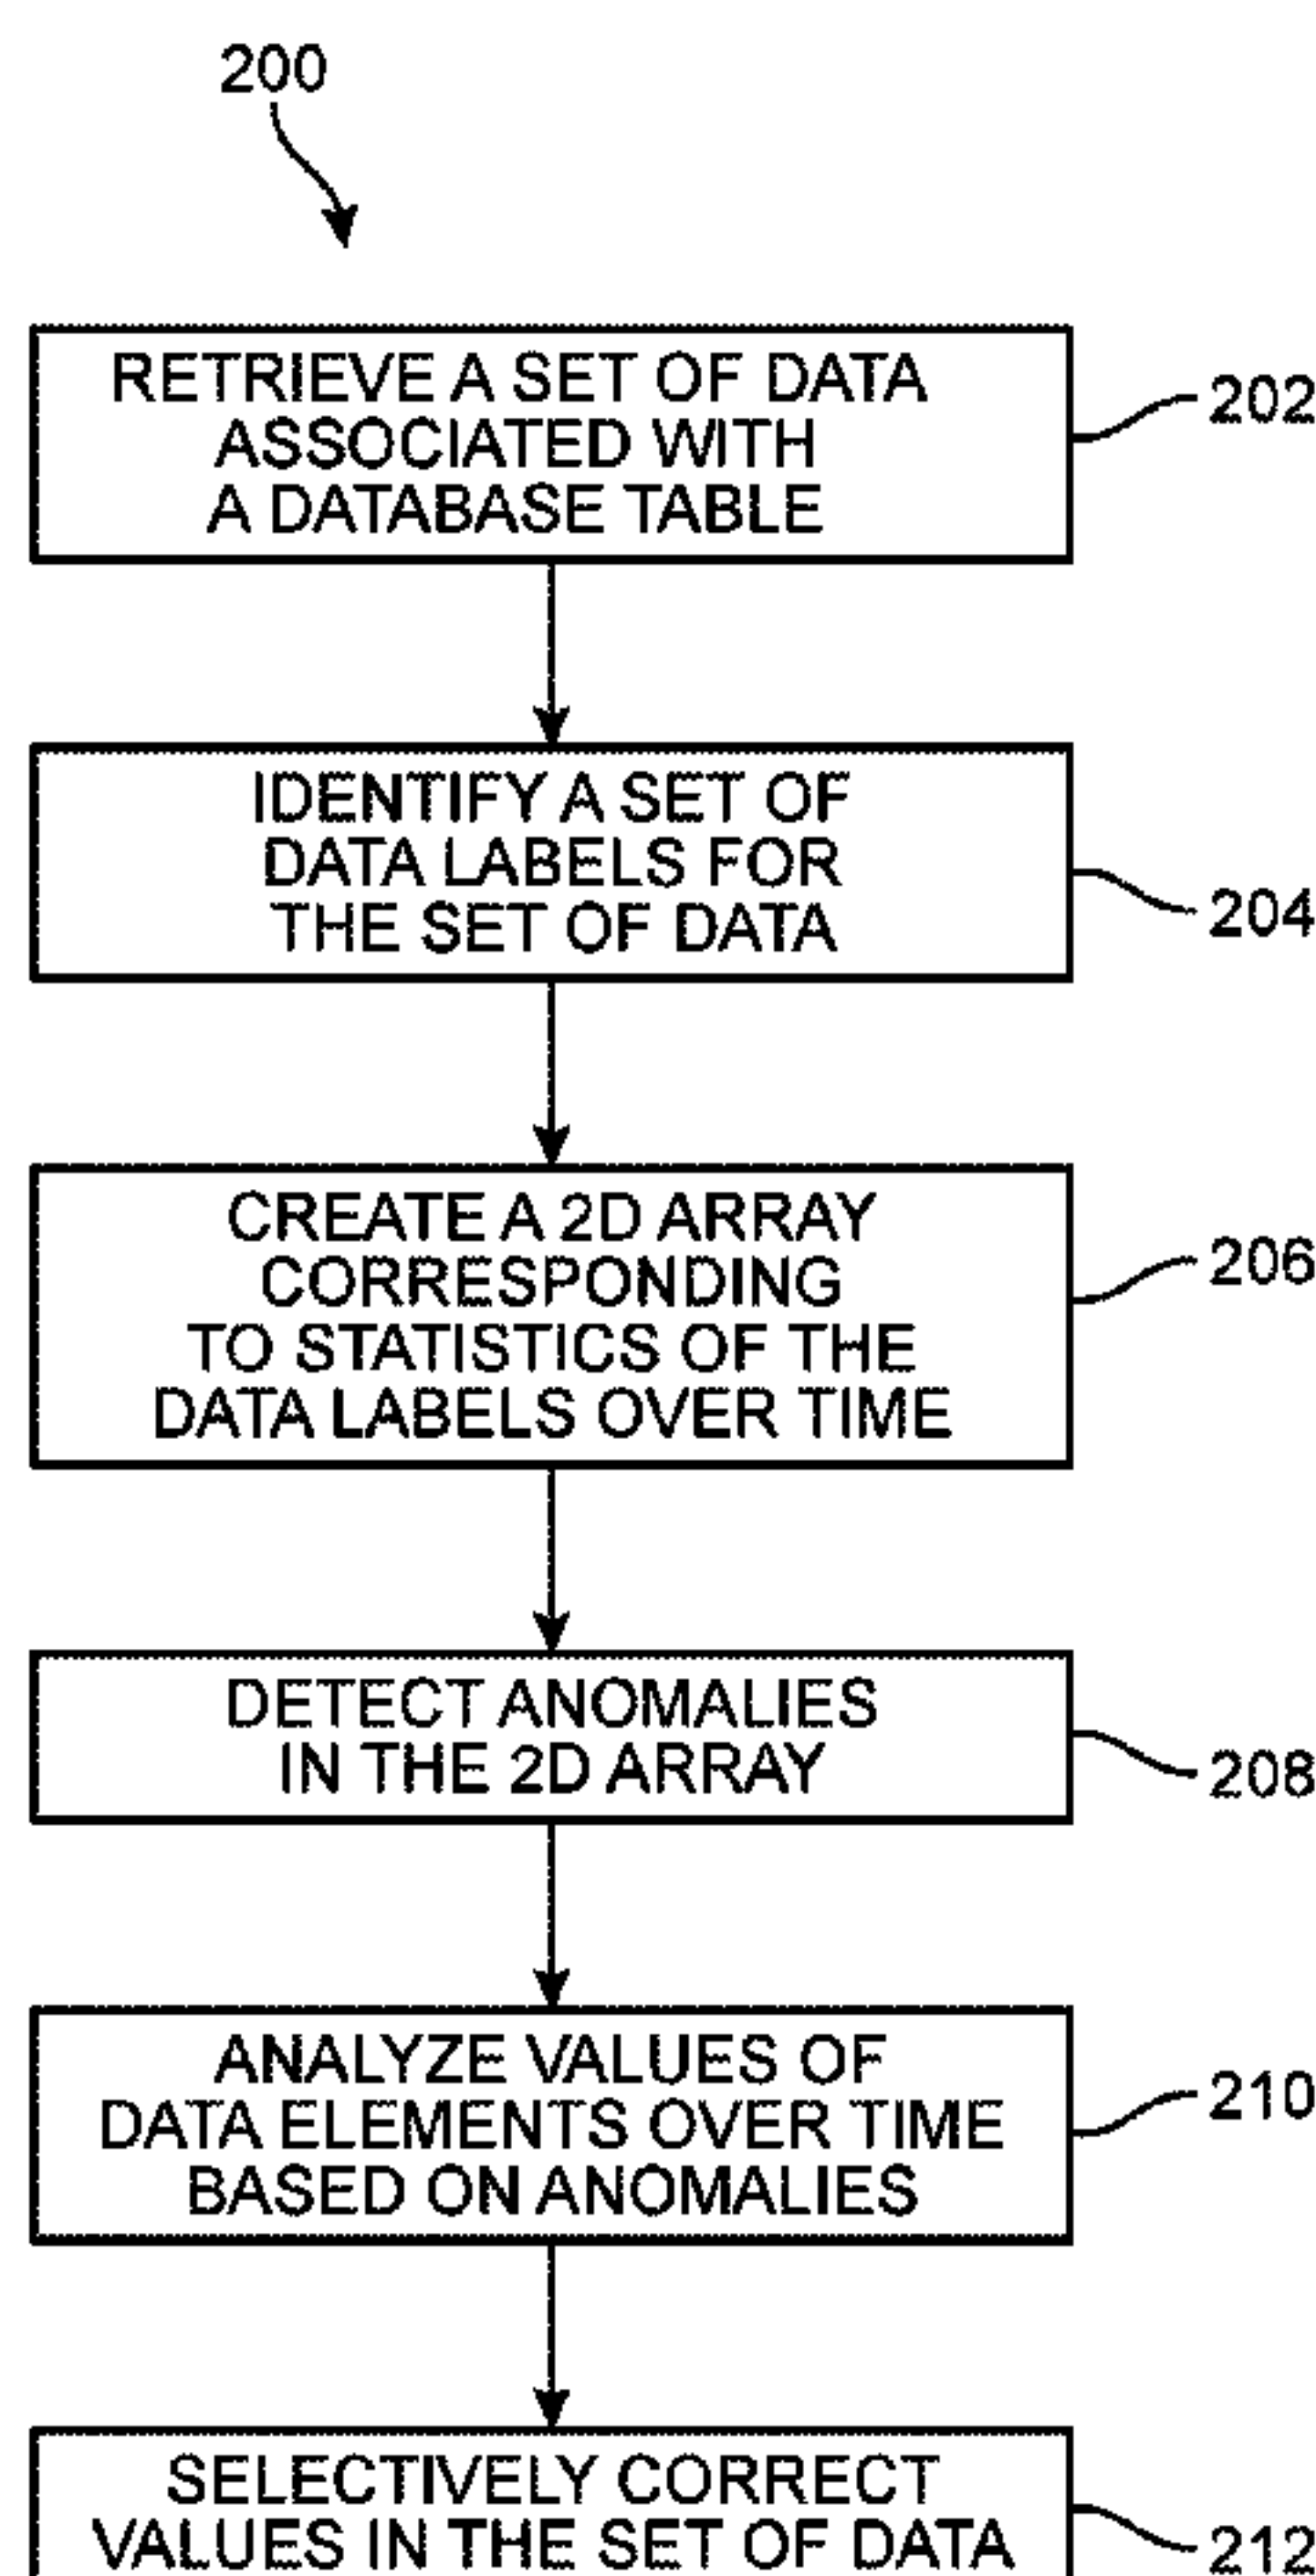 200
RETRIEVE A SET OF DATA
ASSOCIATED WITH
A DATABASE TABLE
202
IDENTIFY A SET OF
DATA LABELS FOR
THE SET OF DATA
204
CREATE A 2D ARRAY
CORRESPONDING
TO STATISTICS OF THE
DATA LABELS OVER TIME
206
DETECT ANOMALIES
IN THE 2D ARRAY
208
ANALYZE VALUES OF
DATA ELEMENTS OVER TIME
BASED ON ANOMALIES
210
SELECTIVELY CORRECT
VALUES IN THE SET OF DATA
212